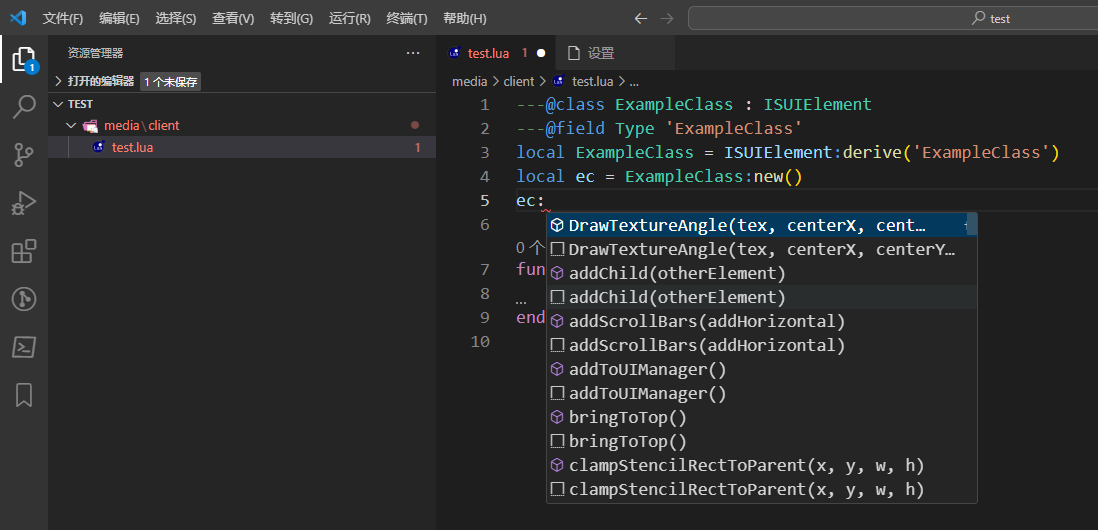 文件(F) 编辑(E) 选择(S) 查看(V) 转到(G) 运行(R) 终端(T) 帮助(H) test
资源管理器
打开的编辑器 1 个未保存
TEST
media\client
test.lua 1
1
test.lua 1 设置
media > client > test.lua > ...
1 ---@class ExampleClass : ISUIElement
2 ---@field Type 'ExampleClass'
3 local ExampleClass = ISUIElement:derive('ExampleClass')
4 local ec = ExampleClass:new()
5 ec:
6
0 个
7 fun
8 …
9 end
10
DrawTextureAngle(tex, centerX, cent…
DrawTextureAngle(tex, centerX, centerY…
addChild(otherElement)
addChild(otherElement)
addScrollBars(addHorizontal)
addScrollBars(addHorizontal)
addToUIManager()
addToUIManager()
bringToTop()
bringToTop()
clampStencilRectToParent(x, y, w, h)
clampStencilRectToParent(x, y, w, h)